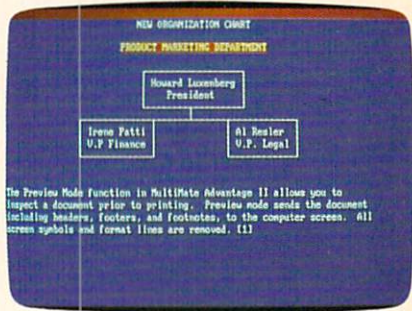 NEW ORGANIZATION CHART
PRODUCT MARKETING DEPARTMENT
Howard Luxenberg
President
Irene Patti
V.P Finance
Al Resler
V.P. Legal
The Preview Mode function in MultiMate Advantage II allows you to
inspect a document prior to printing. Preview mode sends the document
including headers, footers, and footnotes, to the computer screen. All
screen symbols and format lines are removed. [1]